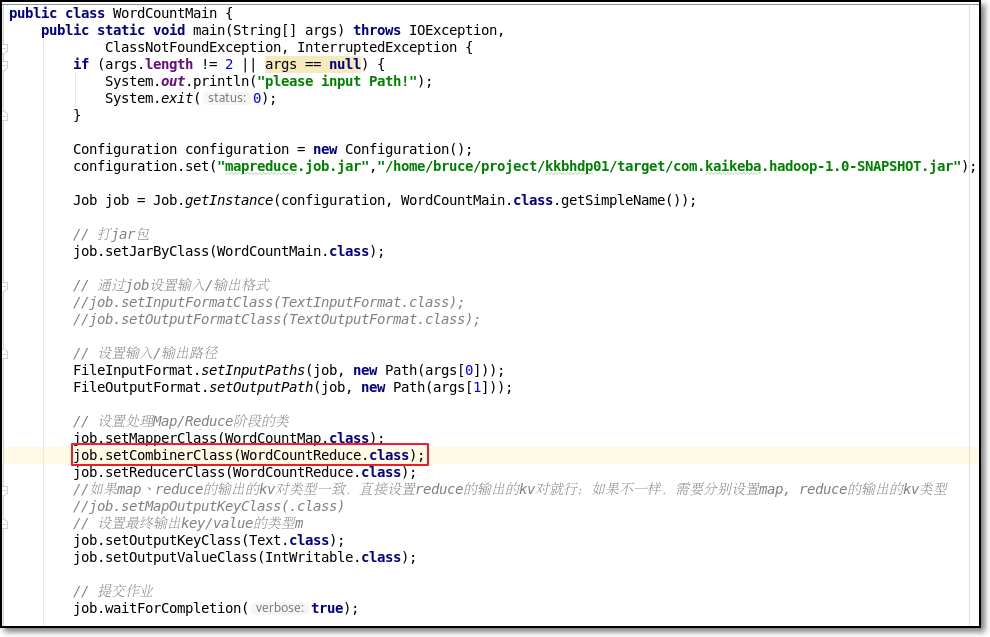 public class WordCountMain {
public static void main(String[] args) throws IOException,
ClassNotFoundException, InterruptedException {
if (args.length != 2 || args == null) {
System.out.println("please input Path!");
System.exit( status: 0);
}
Configuration configuration = new Configuration();
configuration.set("mapreduce.job.jar","/home/bruce/project/kkbhdp01/target/com.kaikeba.hadoop-1.0-SNAPSHOT.jar");
Job job = Job.getInstance(configuration, WordCountMain.class.getSimpleName());
// 打jar包
job.setJarByClass(WordCountMain.class);
// 通过job设置输入/输出格式
//job.setInputFormatClass(TextInputFormat.class);
//job.setOutputFormatClass(TextOutputFormat.class);
// 设置输入/输出路径
FileInputFormat.setInputPaths(job, new Path(args[0]));
FileOutputFormat.setOutputPath(job, new Path(args[1]));
// 设置处理Map/Reduce阶段的类
job.setMapperClass(WordCountMap.class);
job.setCombinerClass(WordCountReduce.class);
job.setReducerClass(WordCountReduce.class);
//如果map、reduce的输出的kv对类型一致，直接设置reduce的输出的kv对就行；如果不一样，需要分别设置map, reduce的输出的kv类型
//job.setMapOutputKeyClass(.class)
// 设置最终输出key/value的类型m
job.setOutputKeyClass(Text.class);
job.setOutputValueClass(IntWritable.class);
// 提交作业
job.waitForCompletion( verbose: true);